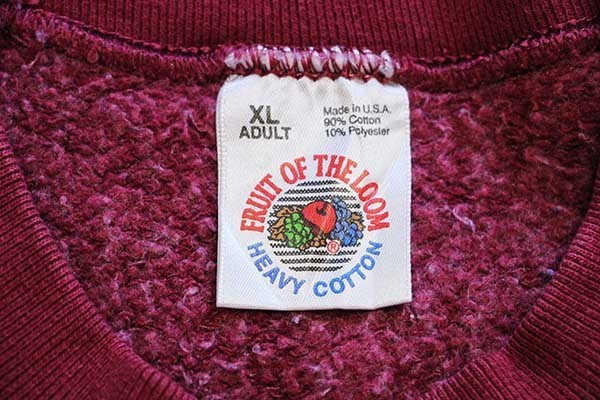 XL
ADULT
Made in U.S.A.
90% Cotton
10% Polyester
FRUIT OF THE LOOM
®
HEAVY COTTON